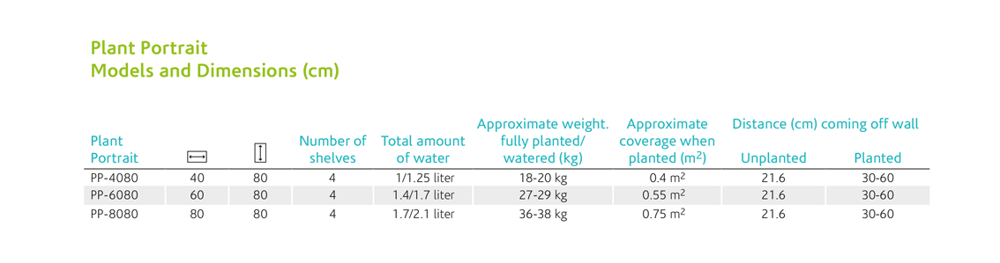 Plant Portrait
Models and Dimensions (cm)
Approximate weight. Approximate Distance (cm) coming off wall
Plant Number of Total amount fully planted/ coverage when
Portrait shelves of water watered (kg) planted (m²) Unplanted Planted
PP-4080 40 80 4 1/1.25 liter 18-20 kg 0.4 m² 21.6 30-60
PP-6080 60 80 4 1.4/1.7 liter 27-29 kg 0.55 m² 21.6 30-60
PP-8080 80 80 4 1.7/2.1 liter 36-38 kg 0.75 m² 21.6 30-60